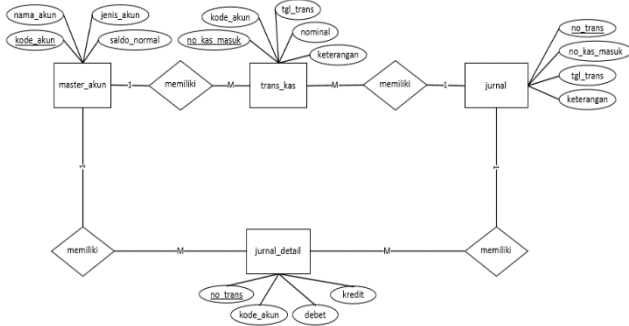 nama_akun
jenis_akun
kode_akun
saldo_normal
kode_akun
tgl_trans
no_kas_masuk
nominal
keterangan
no_trans
no_kas_masuk
tgl_trans
keterangan
master_akun
1
memiliki
M
trans_kas
M
memiliki
1
jurnal
1
1
memiliki
M
jurnal_detail
M
memiliki
no_trans
kode_akun
debet
kredit